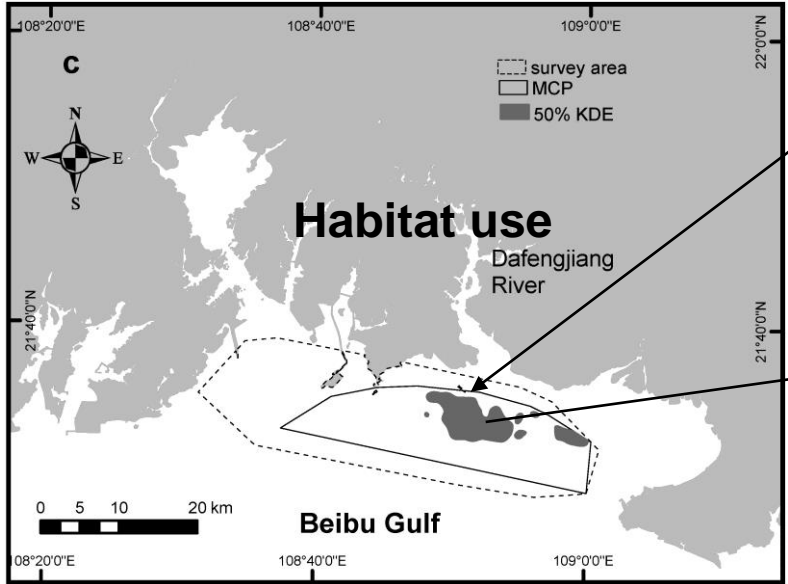 108°20'0"E 108°40'0"E 109°0'0"E
c
survey area
MCP
50% KDE
22°0'0"N
N
W E
S
Habitat use
Dafengjiang
River
21°40'0"N 21°40'0"N
0 5 10 20 km
Beibu Gulf
108°20'0"E 108°40'0"E 109°0'0"E